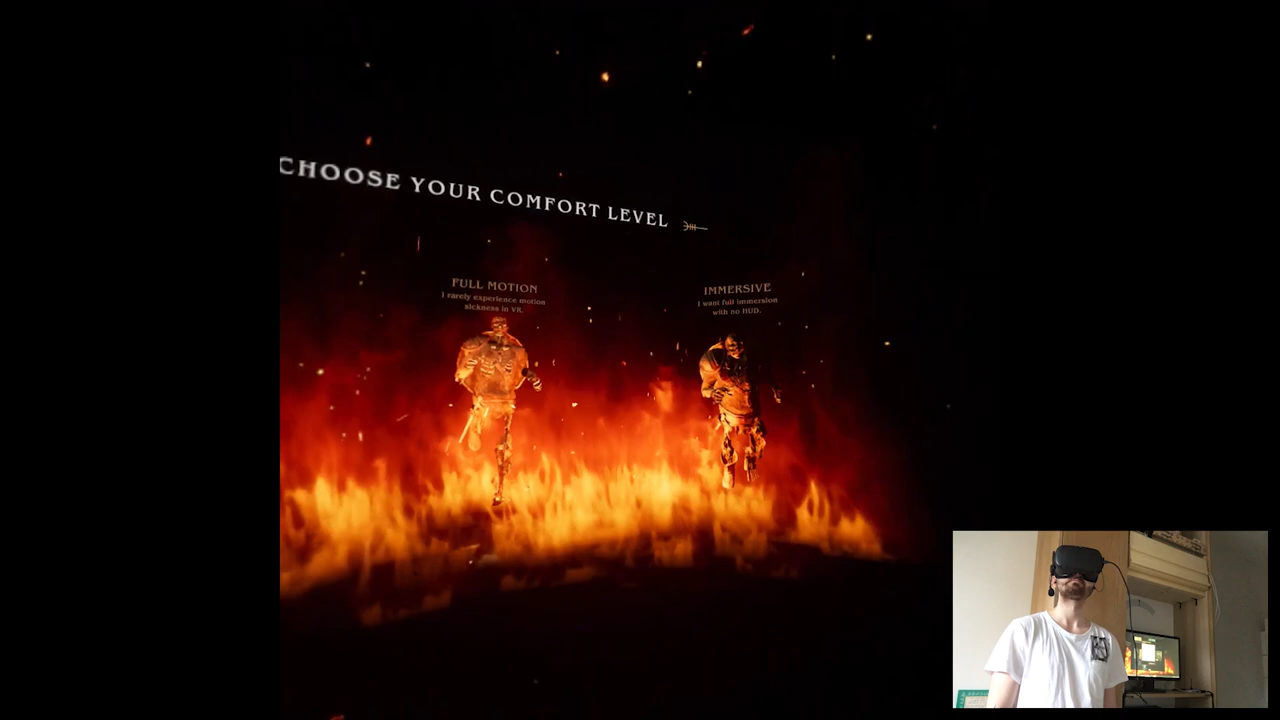 CHOOSE YOUR COMFORT LEVEL
FULL MOTION
I rarely experience motion
sickness in VR.
IMMERSIVE
I want full immersion
with no HUD.